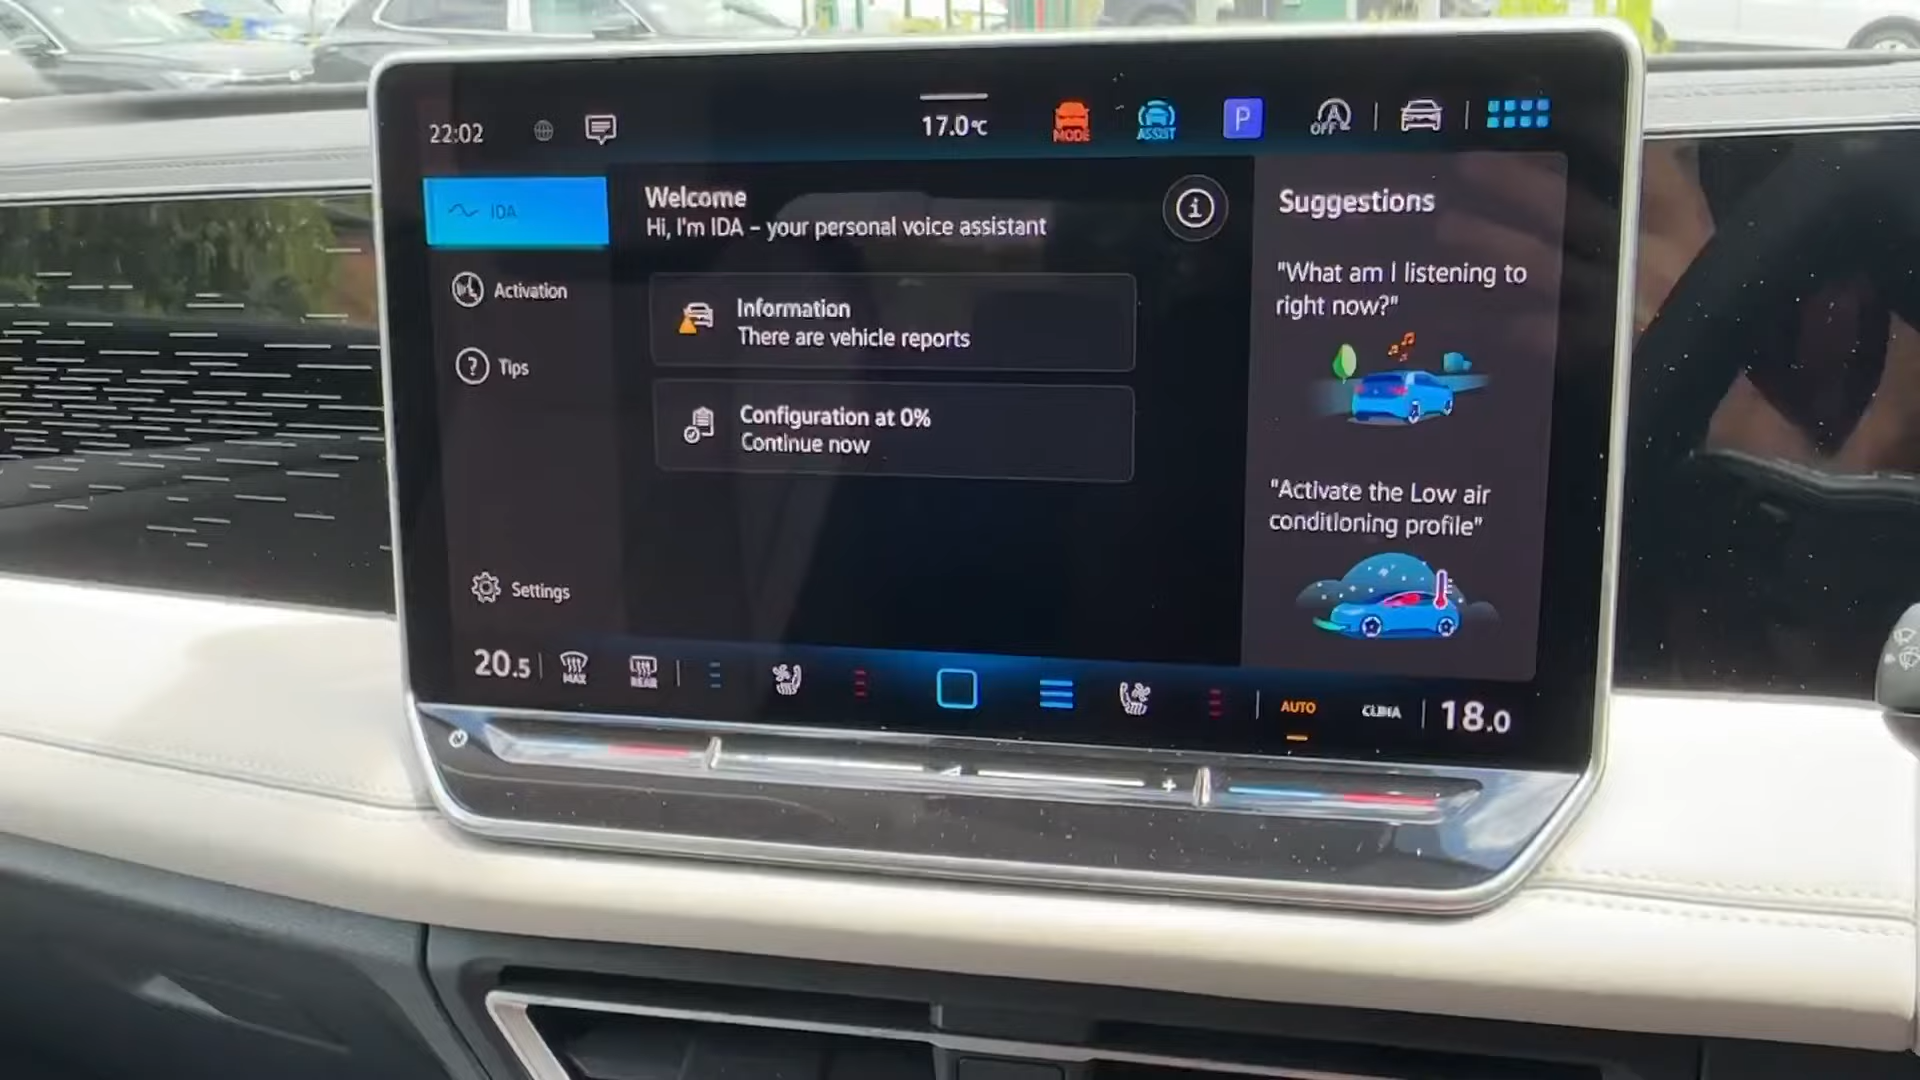 22:02
17.0°C
MODE
ASSIST
P
A
OFF
IDA
Activation
Tips
Settings
Welcome
Hi, I'm IDA – your personal voice assistant
i
Information
There are vehicle reports
Configuration at 0%
Continue now
Suggestions
"What am I listening to
right now?"
"Activate the Low air
conditioning profile"
20.5
MAX
REAR
AUTO
CLIMA
18.0